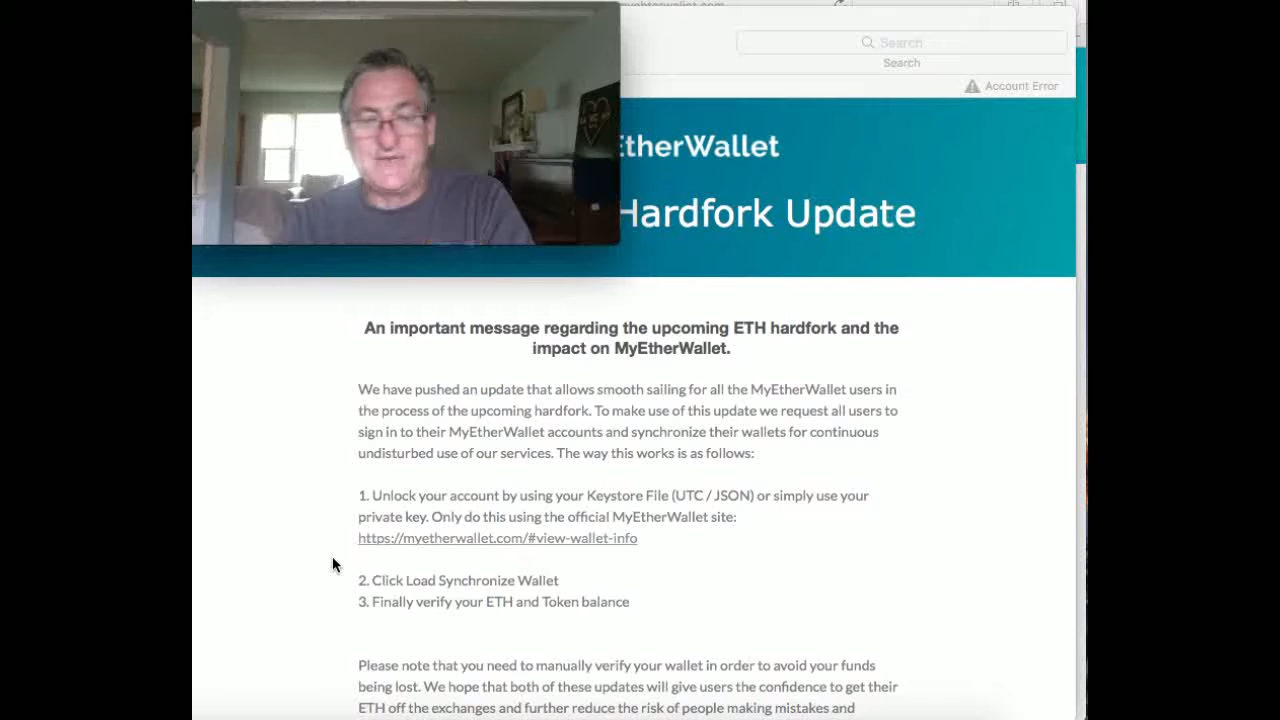 Search
Search
Account Error
EtherWallet
Hardfork Update
An important message regarding the upcoming ETH hardfork and the
impact on MyEtherWallet.
We have pushed an update that allows smooth sailing for all the MyEtherWallet users in
the process of the upcoming hardfork. To make use of this update we request all users to
sign in to their MyEtherWallet accounts and synchronize their wallets for continuous
undisturbed use of our services. The way this works is as follows:
1. Unlock your account by using your Keystore File (UTC / JSON) or simply use your
private key. Only do this using the official MyEtherWallet site:
https://myetherwallet.com/#view-wallet-info
2. Click Load Synchronize Wallet
3. Finally verify your ETH and Token balance
Please note that you need to manually verify your wallet in order to avoid your funds
being lost. We hope that both of these updates will give users the confidence to get their
ETH off the exchanges and further reduce the risk of people making mistakes and